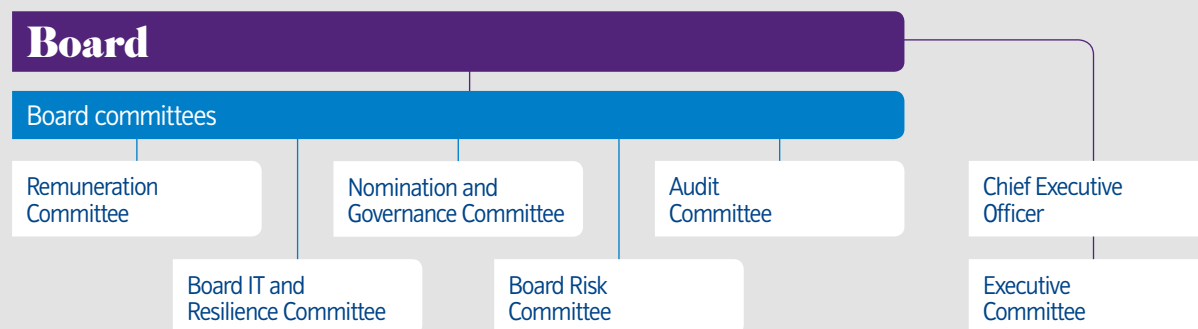 Board
Board committees
Remuneration
Committee
Nomination and
Governance Committee
Audit
Committee
Chief Executive
Officer
Board IT and
Resilience Committee
Board Risk
Committee
Executive
Committee